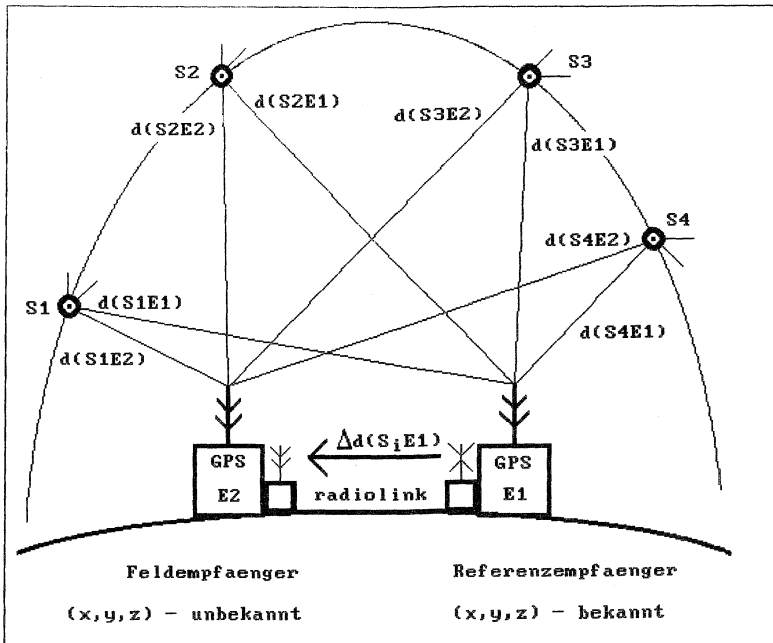 S2
S3
d(S2E1)
d(S3E2)
d(S2E2)
d(S3E1)
S4
d(S4E2)
S1
d(S1E1)
d(S4E1)
d(S1E2)
Δd(SiE1)
GPS
E2
radiolink
GPS
E1
Feldempfaenger
Referenzempfaenger
(x,y,z) - unbekannt
(x,y,z) - bekannt